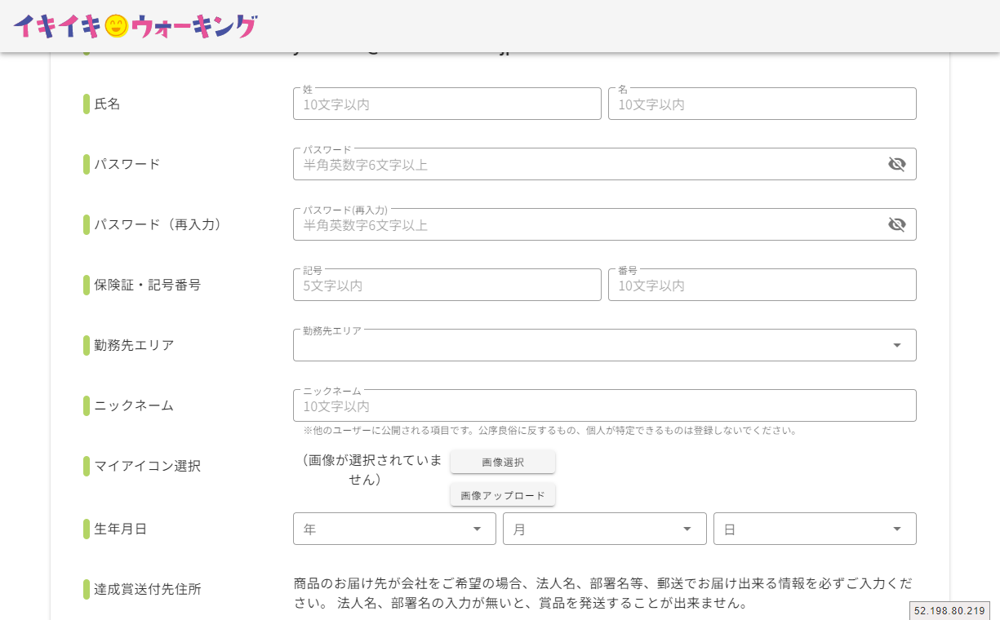 イキイキウォーキング
氏名
姓
10文字以内
名
10文字以内
パスワード
パスワード
半角英数字6文字以上
パスワード（再入力）
パスワード(再入力)
半角英数字6文字以上
保険証・記号番号
記号
5文字以内
番号
10文字以内
勤務先エリア
勤務先エリア
ニックネーム
ニックネーム
10文字以内
※他のユーザーに公開される項目です。公序良俗に反するもの、個人が特定できるものは登録しないでください。
マイアイコン選択
（画像が選択されていま
せん）
画像選択
画像アップロード
生年月日
年
月
日
達成賞送付先住所
商品のお届け先が会社をご希望の場合、法人名、部署名等、郵送でお届け出来る情報を必ずご入力くだ
さい。 法人名、部署名の入力が無いと、賞品を発送することが出来ません。
52.198.80.219